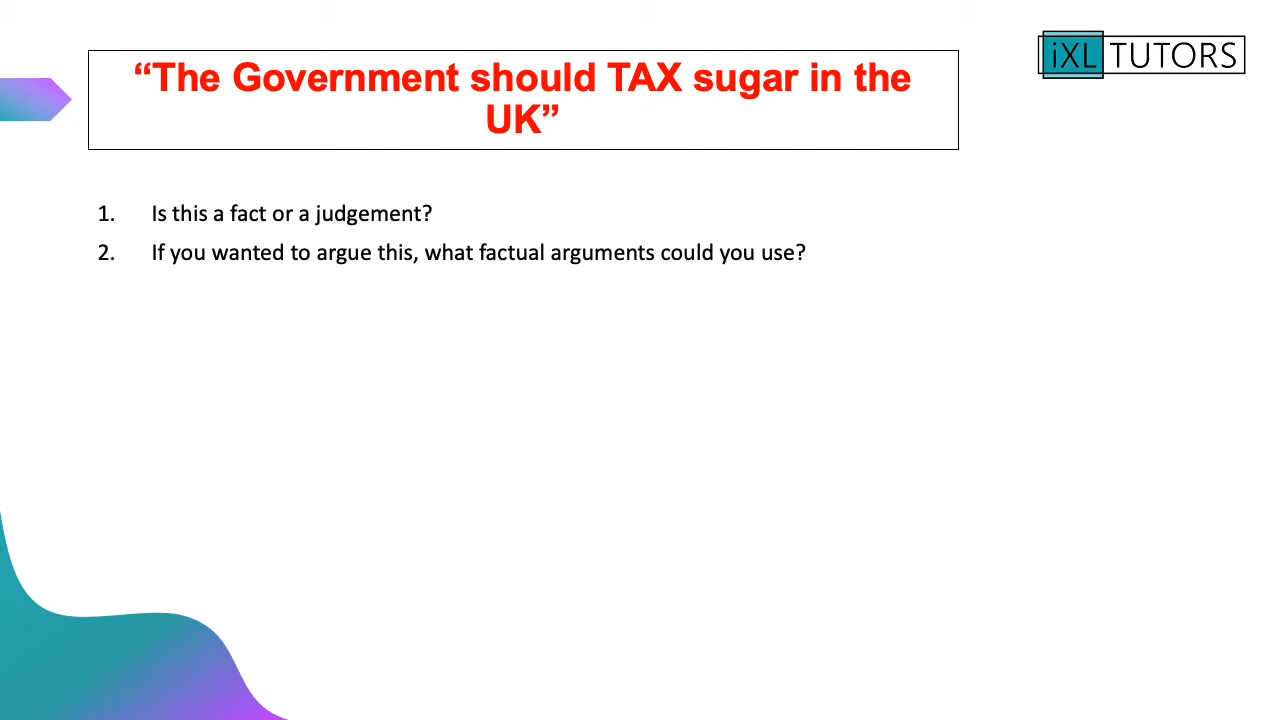 iXL TUTORS
“The Government should TAX sugar in the
UK”
1. Is this a fact or a judgement?
2. If you wanted to argue this, what factual arguments could you use?